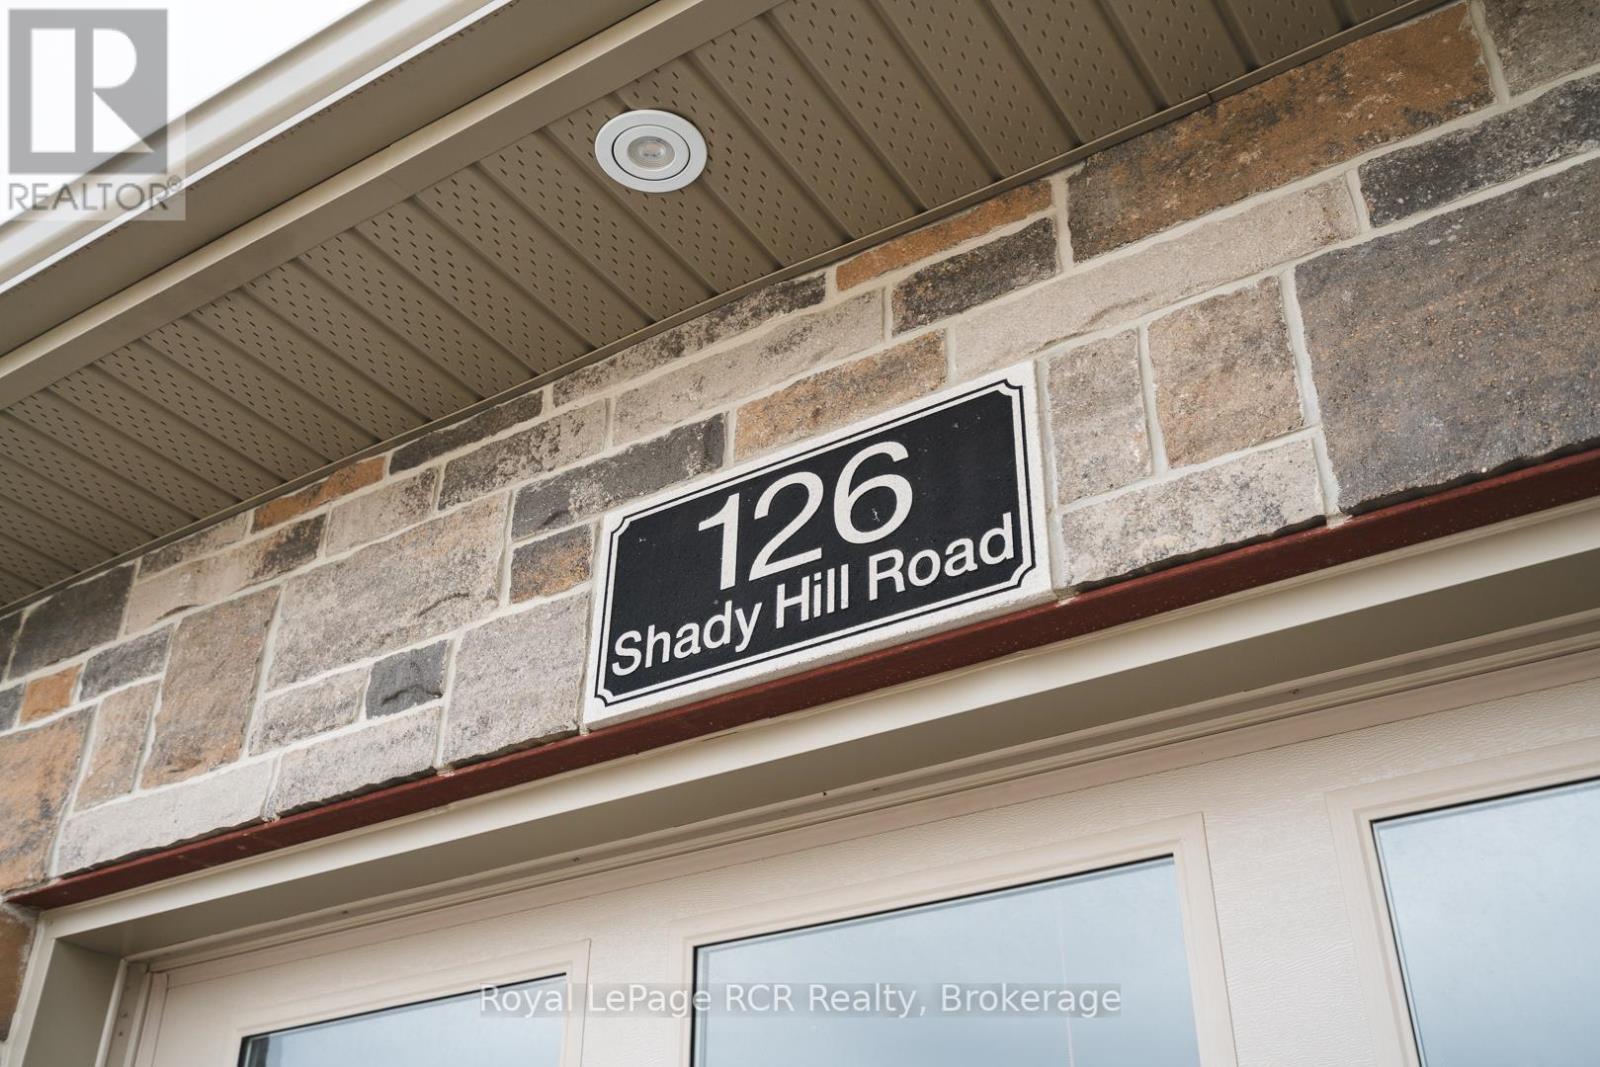 REALTOR®
126
Shady Hill Road
Royal LePage RCR Realty, Brokerage